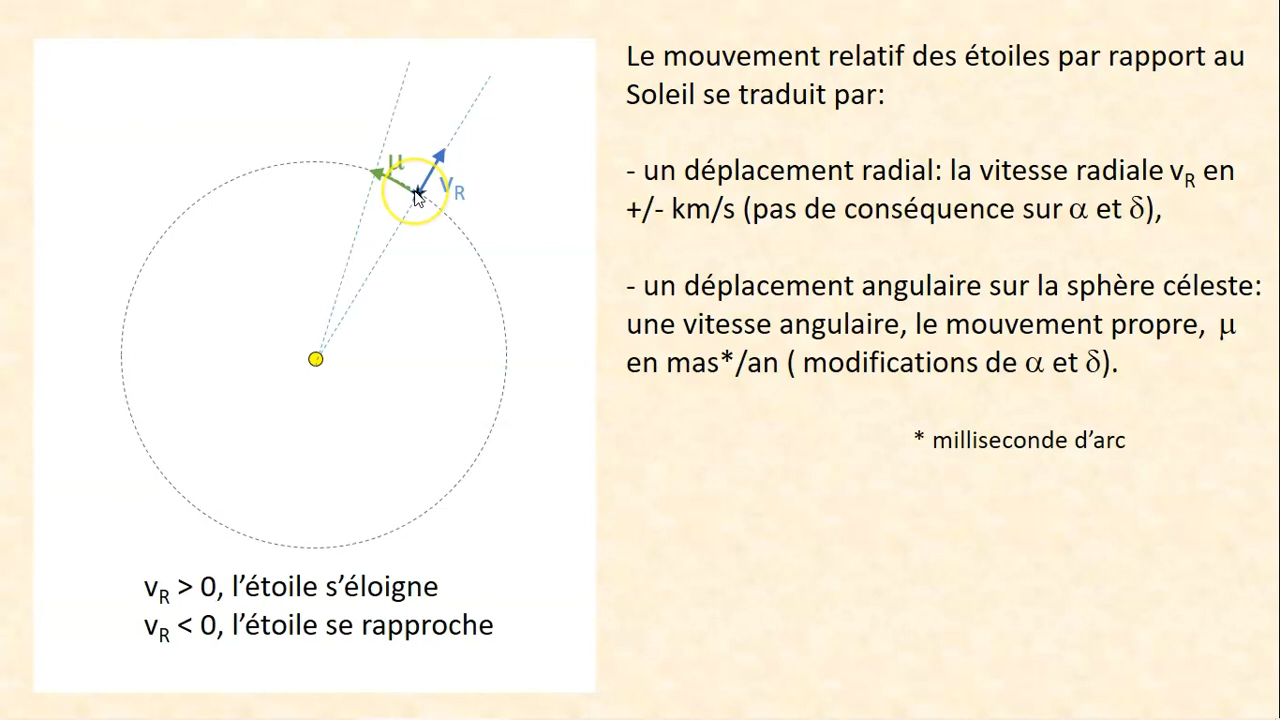 Le mouvement relatif des étoiles par rapport au
Soleil se traduit par:
- un déplacement radial: la vitesse radiale vR en
+/- km/s (pas de conséquence sur α et δ),
- un déplacement angulaire sur la sphère céleste:
une vitesse angulaire, le mouvement propre, μ
en mas*/an ( modifications de α et δ).
* milliseconde d’arc
μ
VR
vR > 0, l’étoile s’éloigne
vR < 0, l’étoile se rapproche